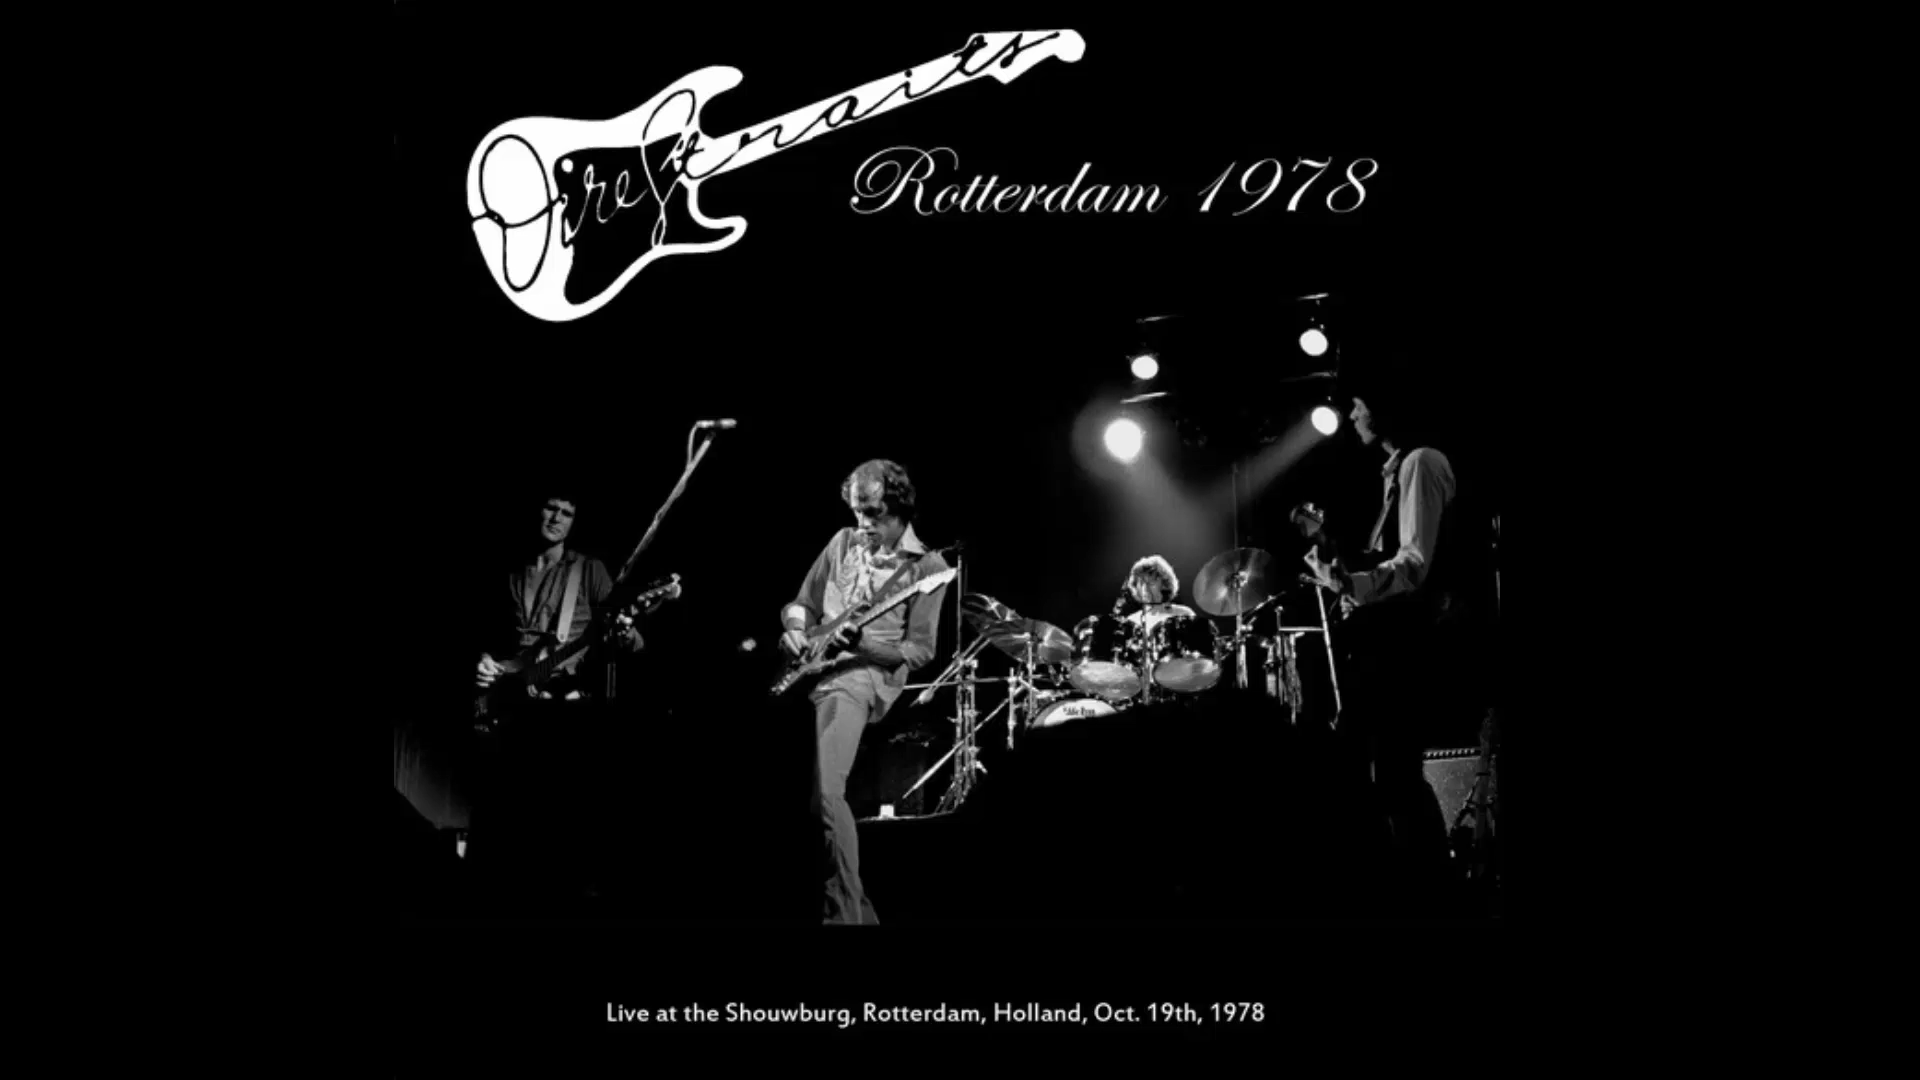 Dire Straits
Rotterdam 1978
Live at the Shouwburg, Rotterdam, Holland, Oct. 19th, 1978